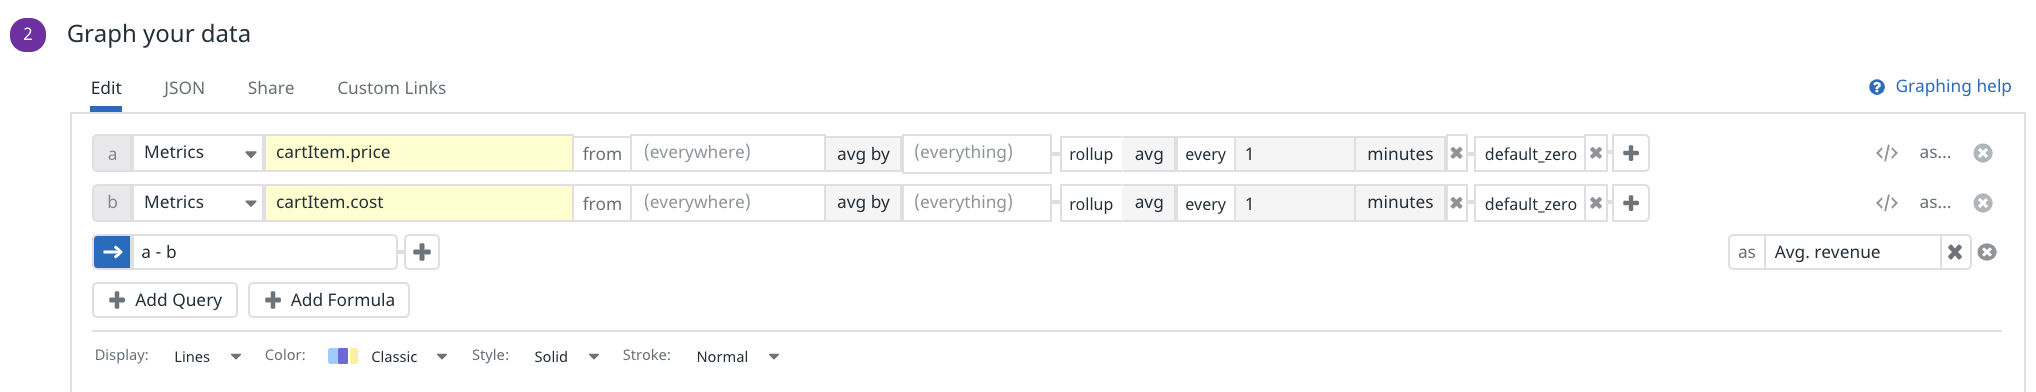 2 Graph your data
Edit JSON Share Custom Links Graphing help
a Metrics cartItem.price from (everywhere) avg by (everything) rollup avg every 1 minutes default_zero </> as...
b Metrics cartItem.cost from (everywhere) avg by (everything) rollup avg every 1 minutes default_zero </> as...
a - b as Avg. revenue
Add Query Add Formula
Display: Lines Color: Classic Style: Solid Stroke: Normal